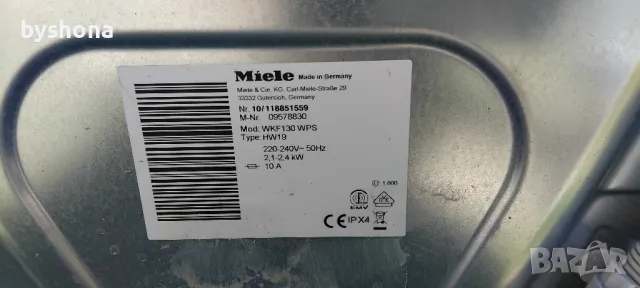 byshona
Miele Made in Germany
Miele & Cie. KG, Carl-Miele-Straße 29
33332 Gütersloh, Germany
Nr. 10/118851559
M-Nr. 09578830
Mod: WKF130 WPS
Type: HW19
220-240V~ 50Hz
2,1-2,4 kW
10 A
1 600
EMV
CE IPX4
BAZAR